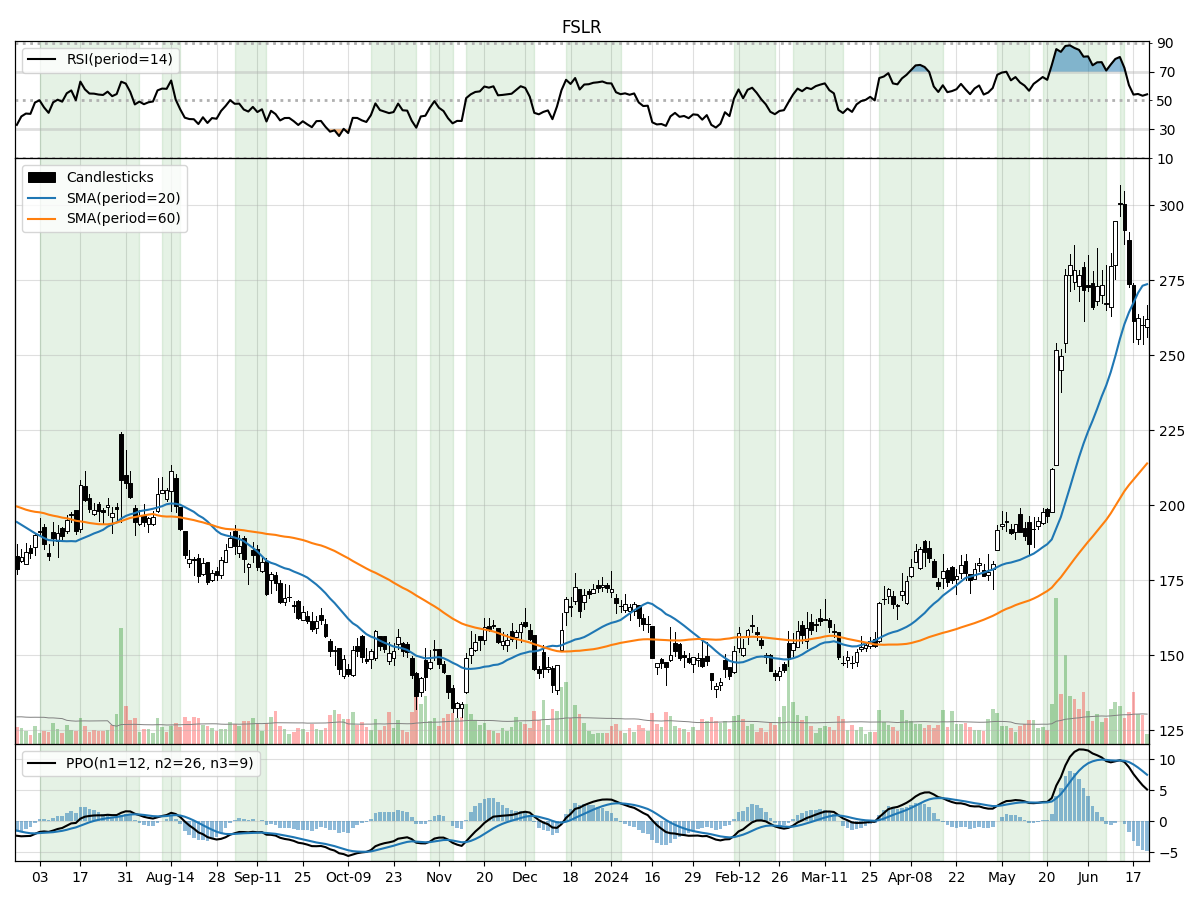 FSLR
RSI(period=14)
90
70
50
30
10
Candlesticks
SMA(period=20)
SMA(period=60)
300
275
250
225
200
175
150
125
PPO(n1=12, n2=26, n3=9)
10
5
0
−5
03 17 31 Aug-14 28 Sep-11 25 Oct-09 23 Nov 20 Dec 18 2024 16 29 Feb-12 26 Mar-11 25 Apr-08 22 May 20 Jun 17